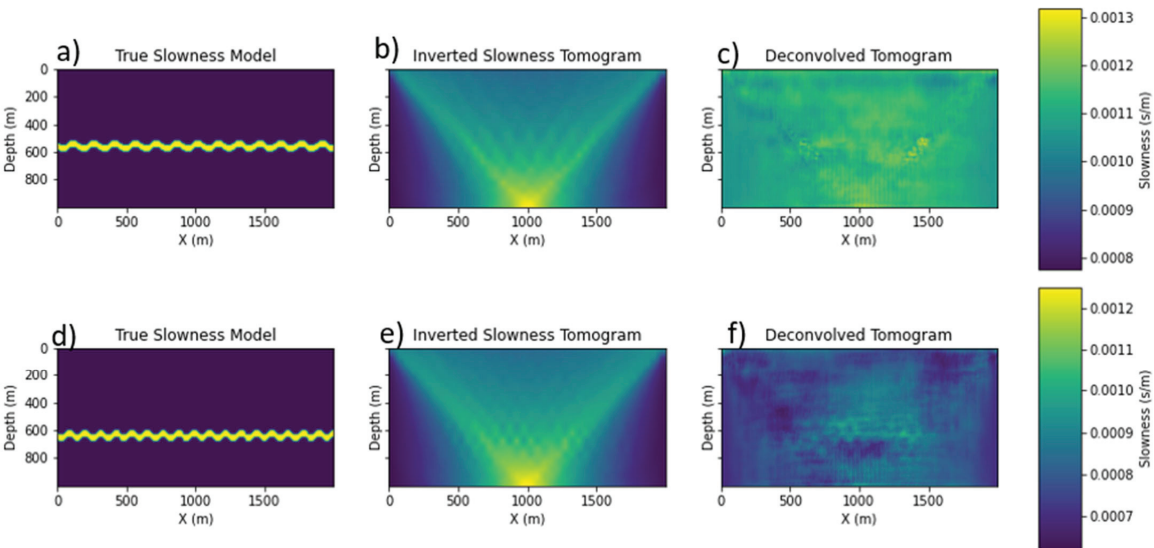 a)
True Slowness Model
b)
Inverted Slowness Tomogram
c)
Deconvolved Tomogram
0
200
400
600
800
Depth (m)
0 500 1000 1500
X (m)
Depth (m)
0 500 1000 1500
X (m)
Depth (m)
0 500 1000 1500
X (m)
0.0013
0.0012
0.0011
0.0010
0.0009
0.0008
Slowness (s/m)
d)
True Slowness Model
e)
Inverted Slowness Tomogram
f)
Deconvolved Tomogram
0
200
400
600
800
Depth (m)
0 500 1000 1500
X (m)
Depth (m)
0 500 1000 1500
X (m)
Depth (m)
0 500 1000 1500
X (m)
0.0012
0.0011
0.0010
0.0009
0.0008
0.0007
Slowness (s/m)